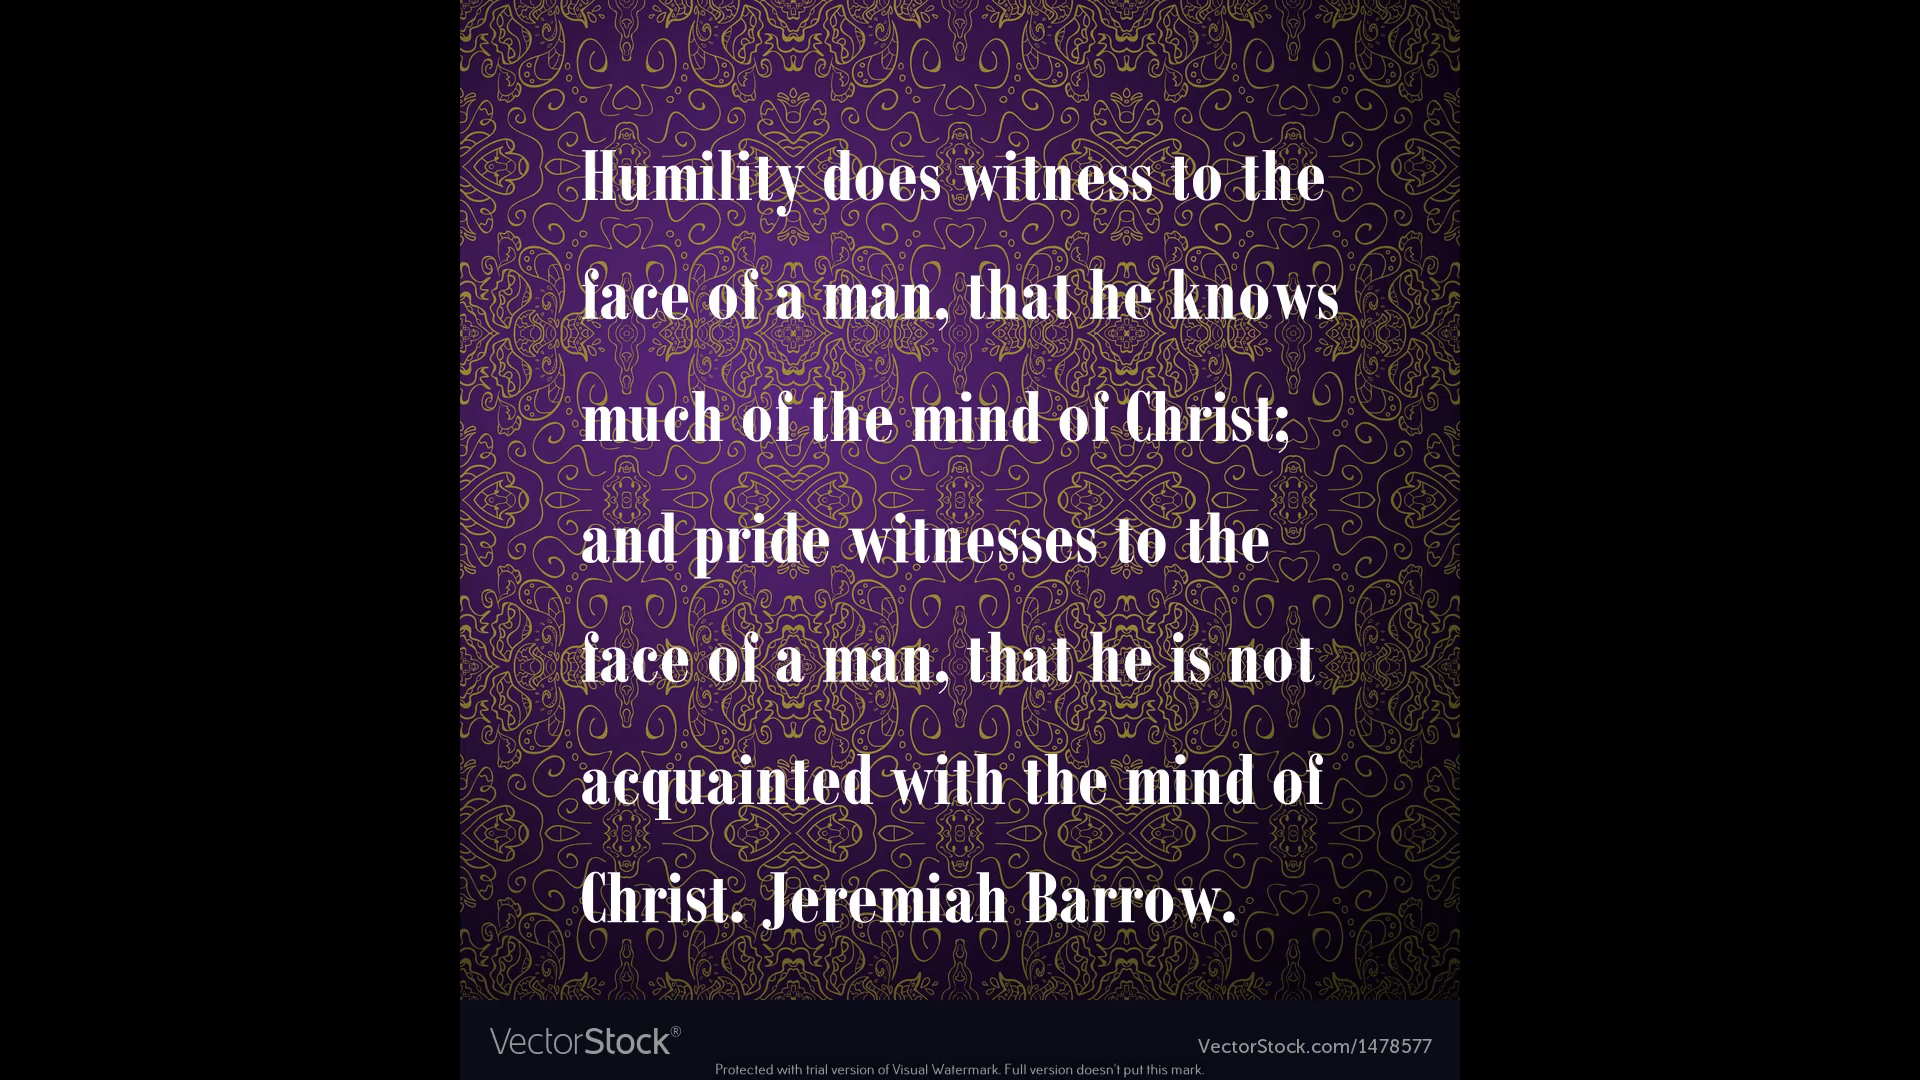 Humility does witness to the
face of a man, that he knows
much of the mind of Christ;
and pride witnesses to the
face of a man, that he is not
acquainted with the mind of
Christ. Jeremiah Barrow.
VectorStock® VectorStock.com/1478577
Protected with trial version of Visual Watermark. Full version doesn't put this mark.